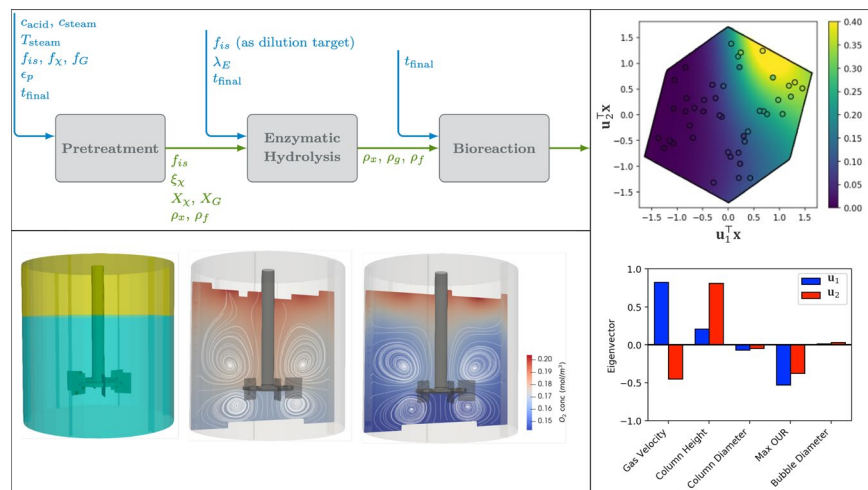 c_acid, c_steam
T_steam
f_is, f_χ, f_G
ϵ_p
t_final
f_is (as dilution target)
λ_E
t_final
t_final
Pretreatment
Enzymatic
Hydrolysis
Bioreaction
f_is
ξ_χ
X_χ, X_G
ρ_x, ρ_f
ρ_x, ρ_g, ρ_f
O₂ conc (mol/m³)
0.20
0.19
0.18
0.17
0.16
0.15
1.5
1.0
0.5
0.0
−0.5
−1.0
−1.5
u₂ᵀx
−1.5 −1.0 −0.5 0.0 0.5 1.0 1.5
u₁ᵀx
0.40
0.35
0.30
0.25
0.20
0.15
0.10
0.05
0.00
1.0
0.5
0.0
−0.5
−1.0
Eigenvector
u₁
u₂
Gas Velocity
Column Height
Column Diameter
Max OUR
Bubble Diameter